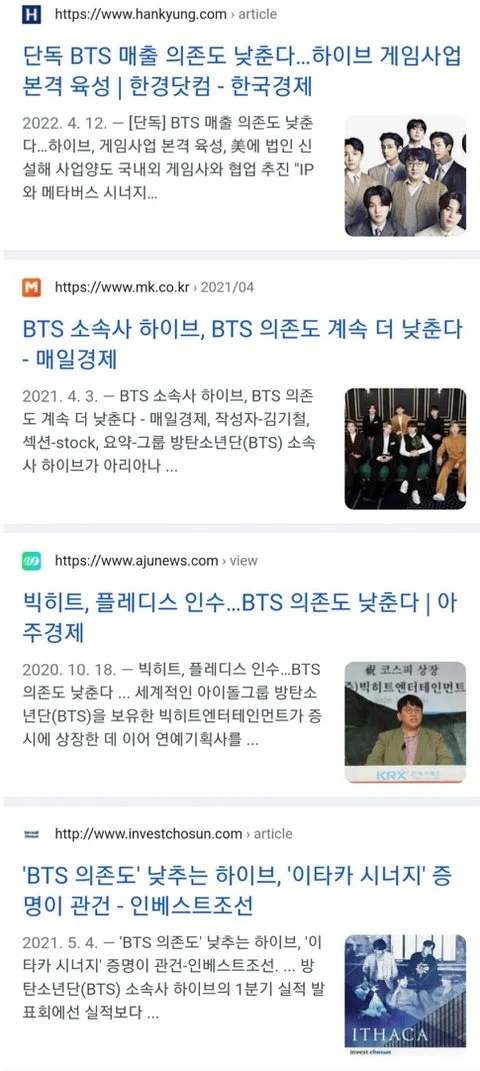 https://www.hankyung.com › article
단독 BTS 매출 의존도 낮춘다...하이브 게임사업
본격 육성 | 한경닷컴 - 한국경제
2022. 4. 12. — [단독] BTS 매출 의존도 낮춘
다...하이브, 게임사업 본격 육성, 美에 법인 신
설해 사업양도 국내외 게임사와 협업 추진 "IP
와 메타버스 시너지...
https://www.mk.co.kr › 2021/04
BTS 소속사 하이브, BTS 의존도 계속 더 낮춘다
- 매일경제
2021. 4. 3. — BTS 소속사 하이브, BTS 의존
도 계속 더 낮춘다 - 매일경제, 작성자-김기철,
섹션-stock, 요약-그룹 방탄소년단(BTS) 소속
사 하이브가 아리아나 ...
https://www.ajunews.com › view
빅히트, 플레디스 인수...BTS 의존도 낮춘다 | 아
주경제
2020. 10. 18. — 빅히트, 플레디스 인수...BTS
의존도 낮춘다 ... 세계적인 아이돌그룹 방탄소
년단(BTS)을 보유한 빅히트엔터테인먼트가 증
시에 상장한 데 이어 연예기획사를 ...
祝 코스피 상장
주)빅히트엔터테인먼트
KRX
http://www.investchosun.com › article
'BTS 의존도' 낮추는 하이브, '이타카 시너지' 증
명이 관건 - 인베스트조선
2021. 5. 4. — 'BTS 의존도' 낮추는 하이브, '이
타카 시너지' 증명이 관건-인베스트조선. ... 방
탄소년단(BTS) 소속사 하이브의 1분기 실적 발
표회에선 실적보다 ...
ITHACA
invest chosun